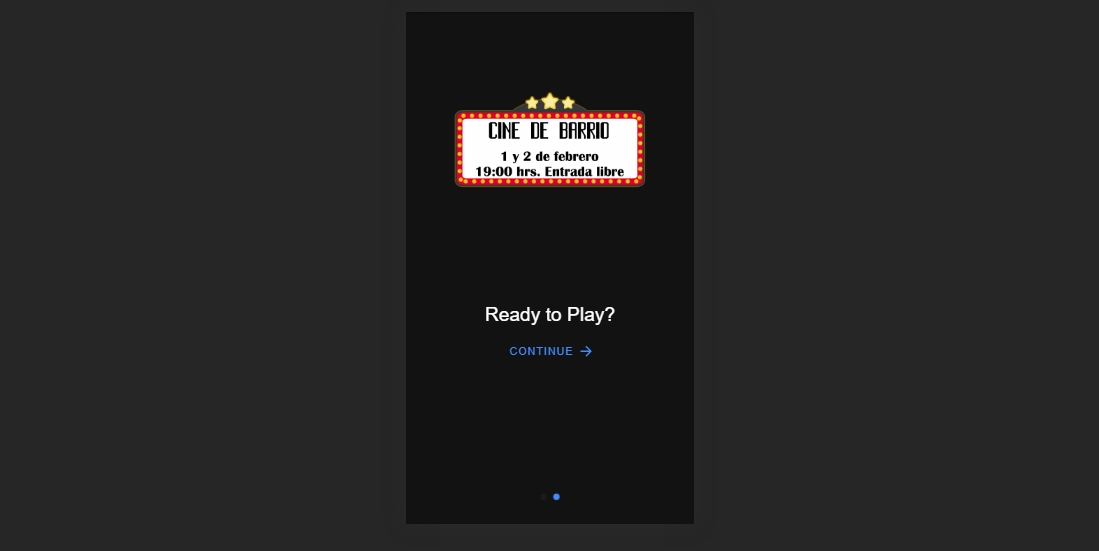 CINE DE BARRIO
1 y 2 de febrero
19:00 hrs. Entrada libre
Ready to Play?
CONTINUE